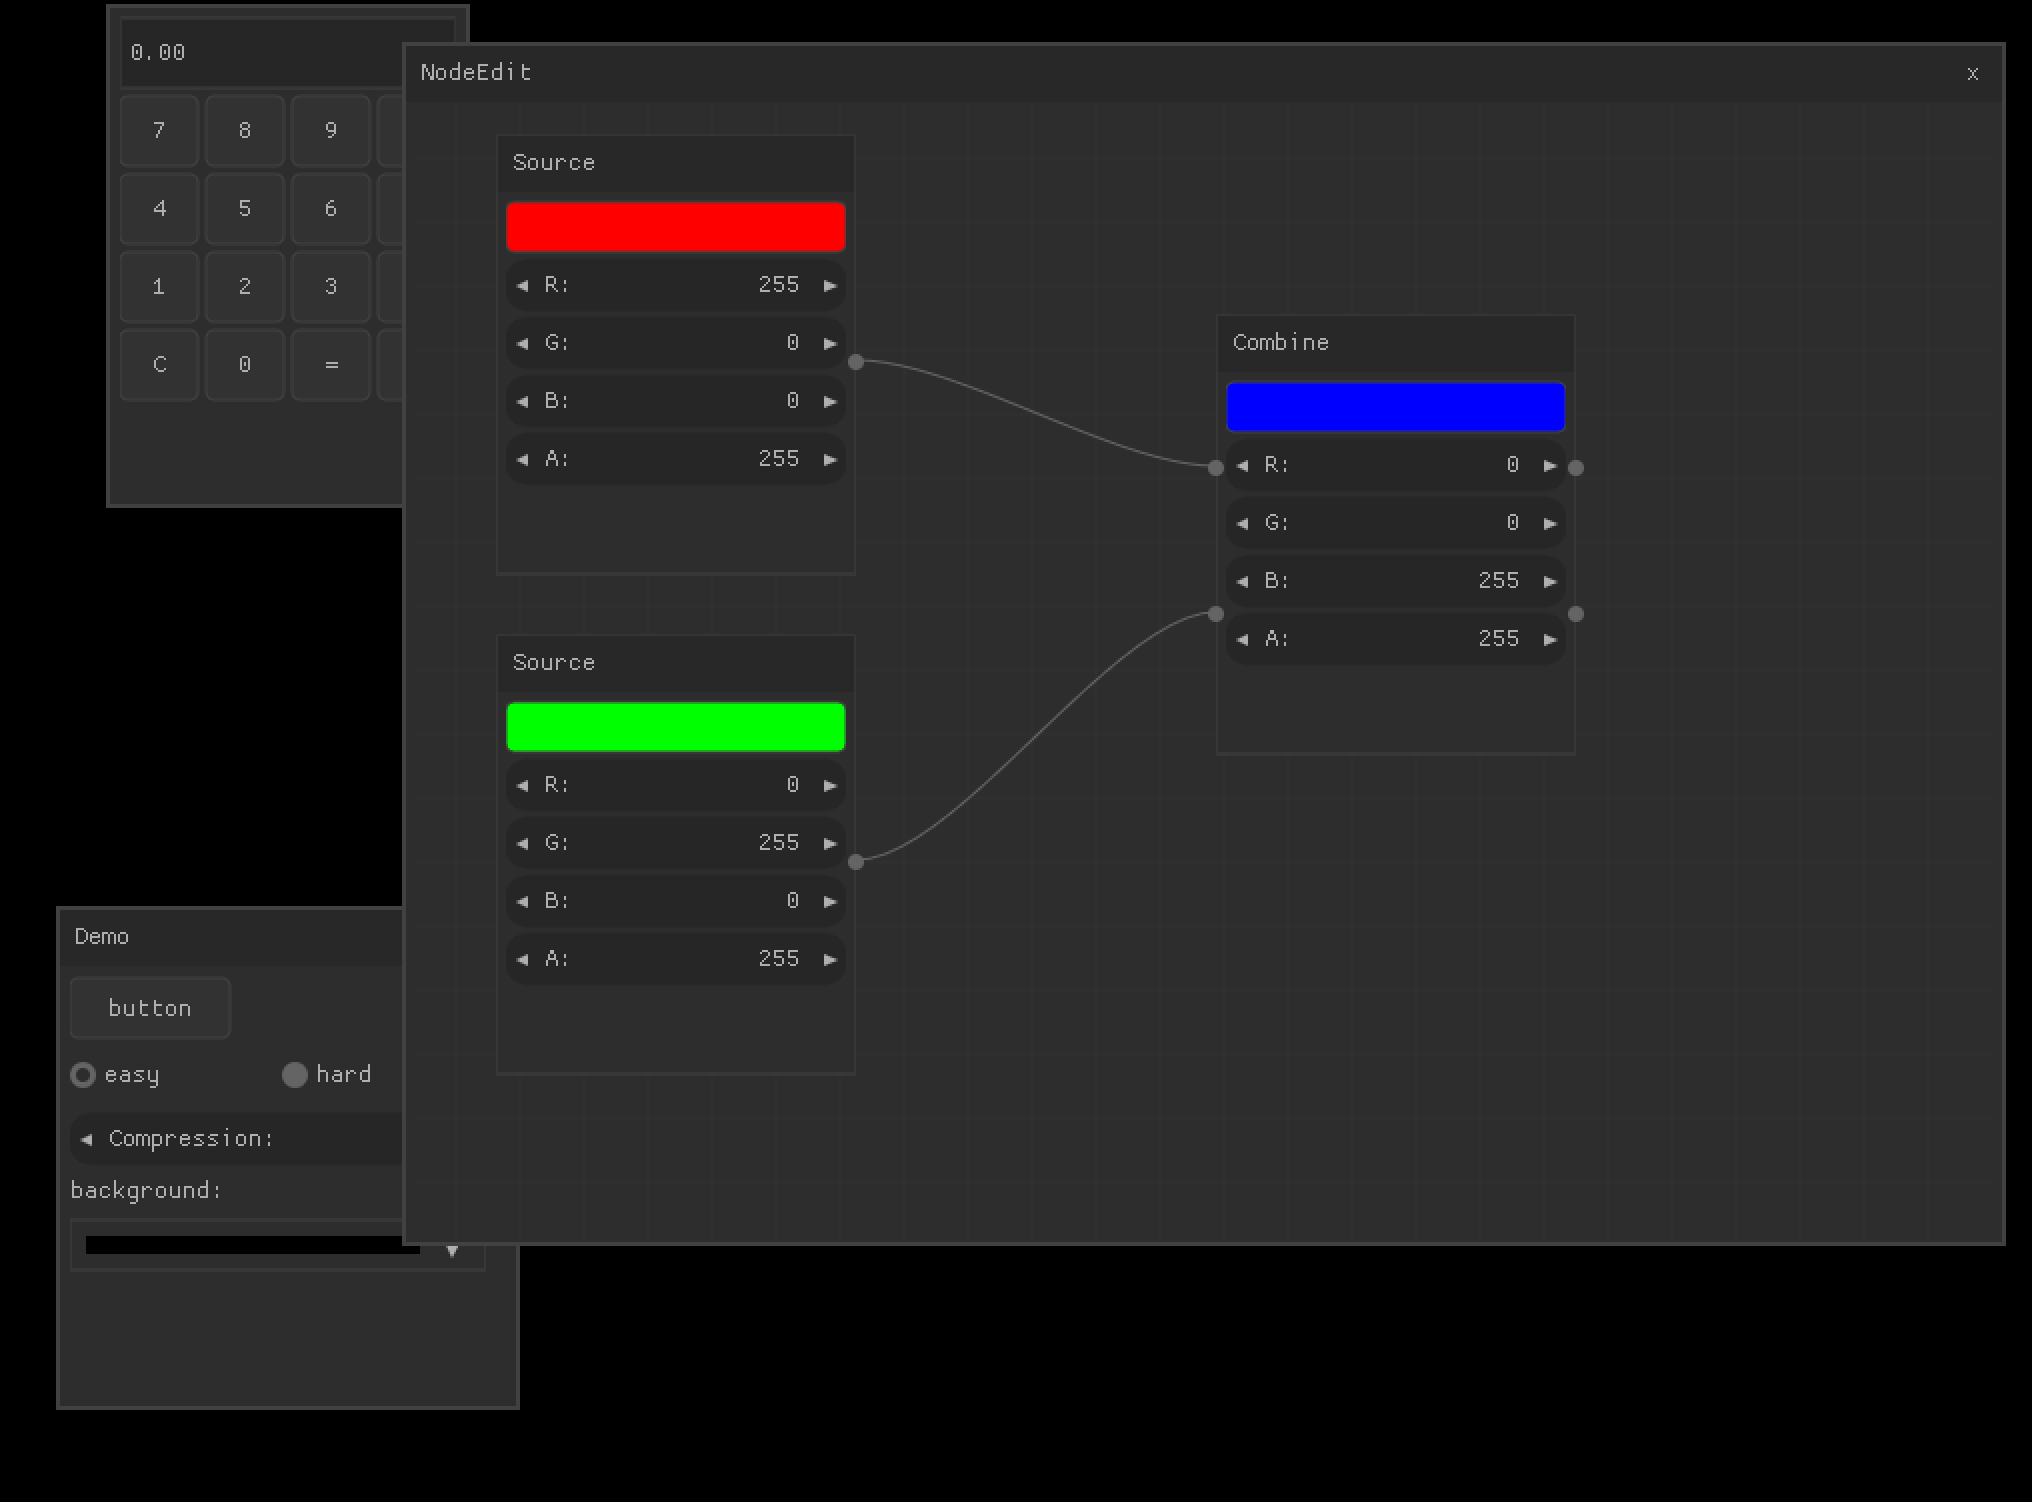 0.00
7 8 9
4 5 6
1 2 3
C 0 =
NodeEdit x
Source
R: 255
G: 0
B: 0
A: 255
Source
R: 0
G: 255
B: 0
A: 255
Combine
R: 0
G: 0
B: 255
A: 255
Demo
button
easy hard
Compression:
background: